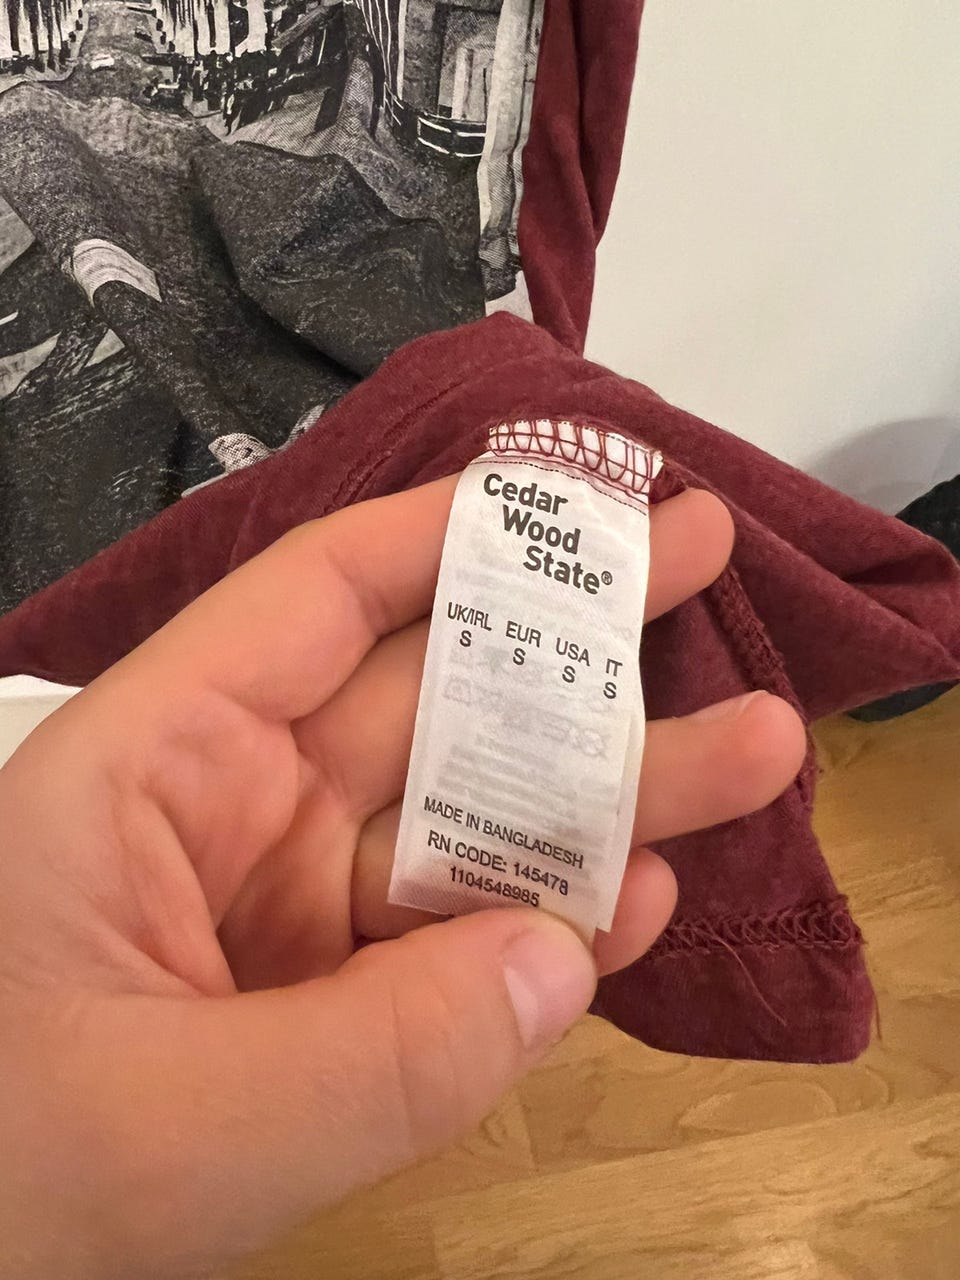 Cedar
Wood
State®
UK/IRL EUR USA IT
S S S S
MADE IN BANGLADESH
RN CODE: 145478
1104548985